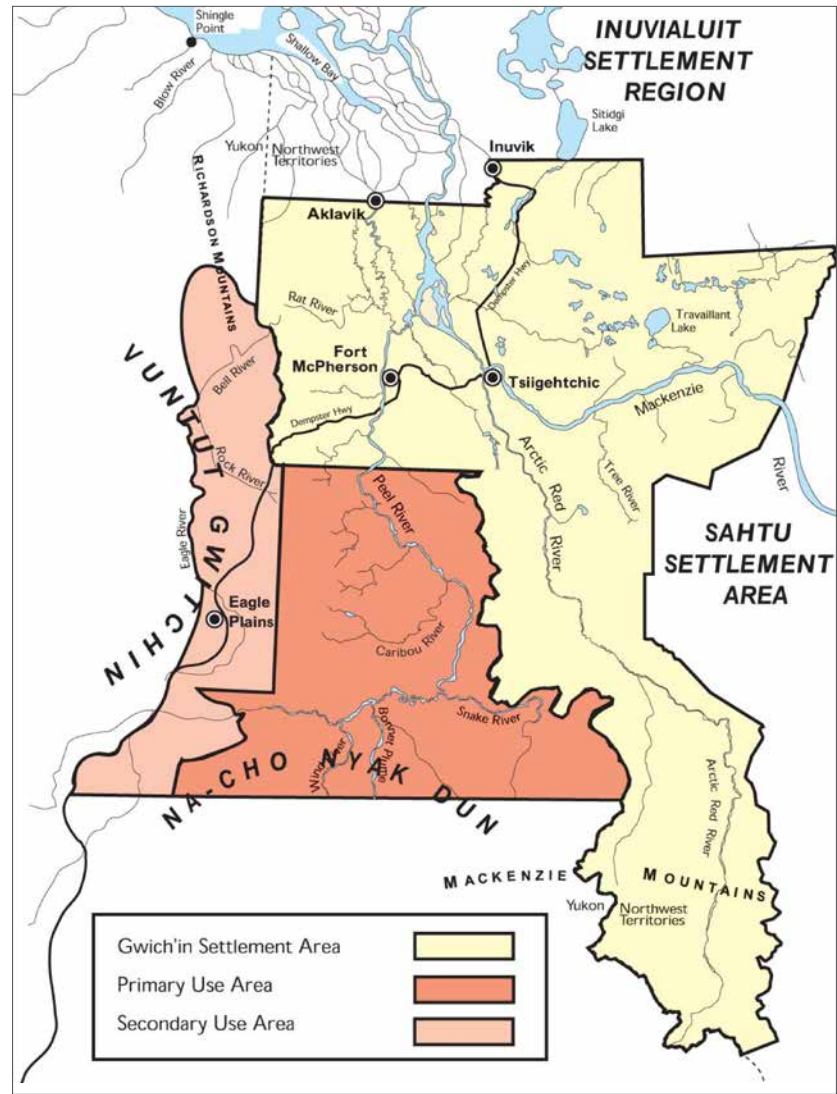 Shingle
Point
Shallow Bay
Blow River
INUVIALUIT
SETTLEMENT
REGION
Sitidgi
Lake
Yukon
Northwest
Territories
Inuvik
RICHARDSON MOUNTAINS
Aklavik
Dempster Hwy
Rat River
Travaillant
Lake
Fort
McPherson
Tsiigehtchic
Bell River
Mackenzie
River
Dempster Hwy
VUNTUT GWITCHIN
Rock River
Peel River
Arctic Red
River
Tree River
Eagle River
SAHTU
SETTLEMENT
AREA
Eagle
Plains
Caribou River
Snake River
Wind River
Bonnet Plume
NA-CHO NYAK DUN
Arctic Red River
MACKENZIE MOUNTAINS
Yukon
Northwest
Territories
Gwich'in Settlement Area
Primary Use Area
Secondary Use Area